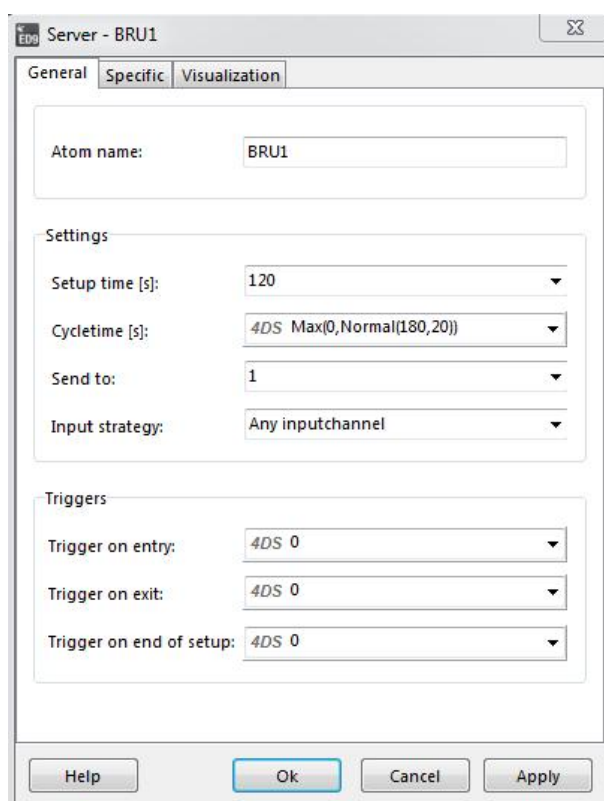 ED9 Server - BRU1
General Specific Visualization
Atom name: BRU1
Settings
Setup time [s]: 120
Cycletime [s]: 4DS Max(0,Normal(180,20))
Send to: 1
Input strategy: Any inputchannel
Triggers
Trigger on entry: 4DS 0
Trigger on exit: 4DS 0
Trigger on end of setup: 4DS 0
Help Ok Cancel Apply